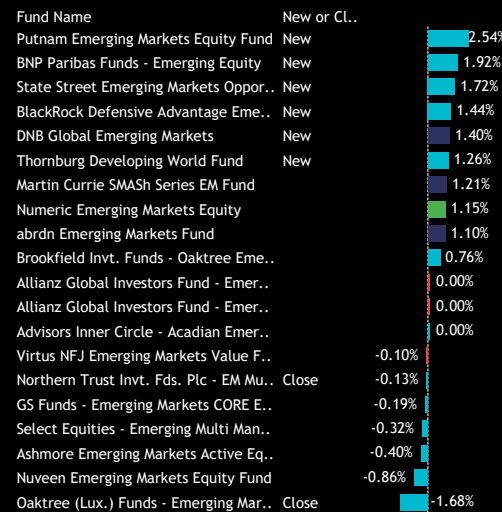 Fund Name New or Cl..
Putnam Emerging Markets Equity Fund New 2.54%
BNP Paribas Funds - Emerging Equity New 1.92%
State Street Emerging Markets Oppor.. New 1.72%
BlackRock Defensive Advantage Eme.. New 1.44%
DNB Global Emerging Markets New 1.40%
Thornburg Developing World Fund New 1.26%
Martin Currie SMASh Series EM Fund 1.21%
Numeric Emerging Markets Equity 1.15%
abrdn Emerging Markets Fund 1.10%
Brookfield Invt. Funds - Oaktree Eme.. 0.76%
Allianz Global Investors Fund - Emer.. 0.00%
Allianz Global Investors Fund - Emer.. 0.00%
Advisors Inner Circle - Acadian Emer.. 0.00%
Virtus NFJ Emerging Markets Value F.. -0.10%
Northern Trust Invt. Fds. Plc - EM Mu.. Close -0.13%
GS Funds - Emerging Markets CORE E.. -0.19%
Select Equities - Emerging Multi Man.. -0.32%
Ashmore Emerging Markets Active Eq.. -0.40%
Nuveen Emerging Markets Equity Fund -0.86%
Oaktree (Lux.) Funds - Emerging Mar.. Close -1.68%